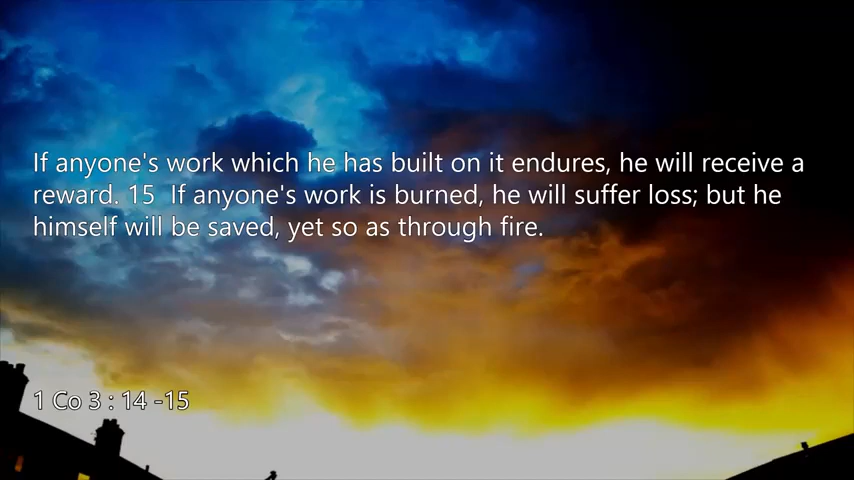 If anyone's work which he has built on it endures, he will receive a
reward. 15  If anyone's work is burned, he will suffer loss; but he
himself will be saved, yet so as through fire.
1 Co 3 : 14 -15